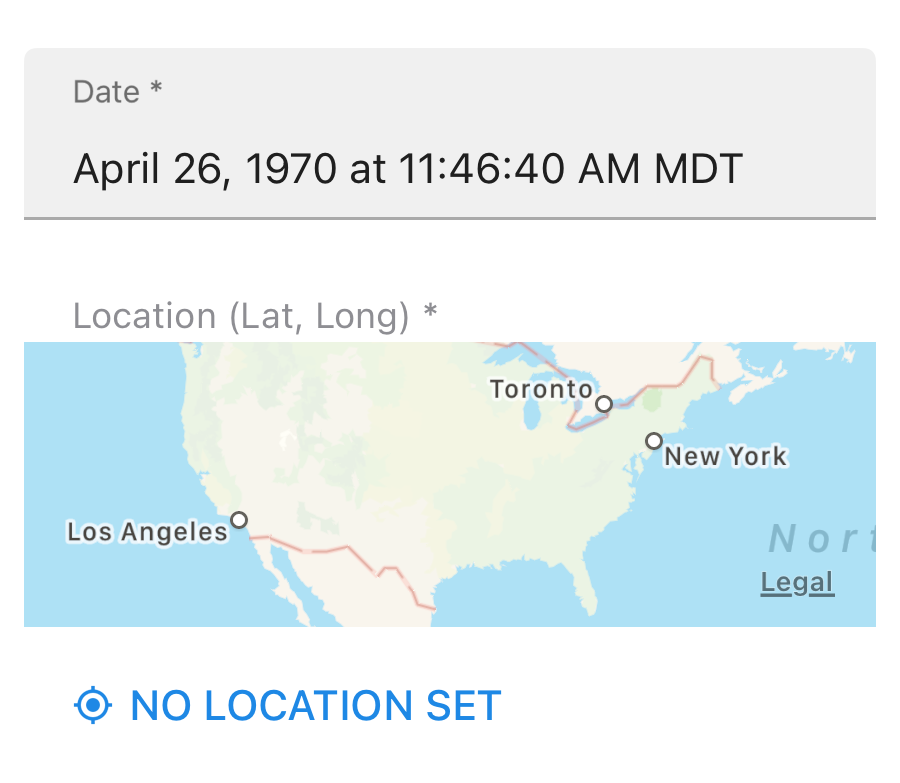 Date *
April 26, 1970 at 11:46:40 AM MDT
Location (Lat, Long) *
Toronto
New York
Los Angeles
Nort
Legal
NO LOCATION SET